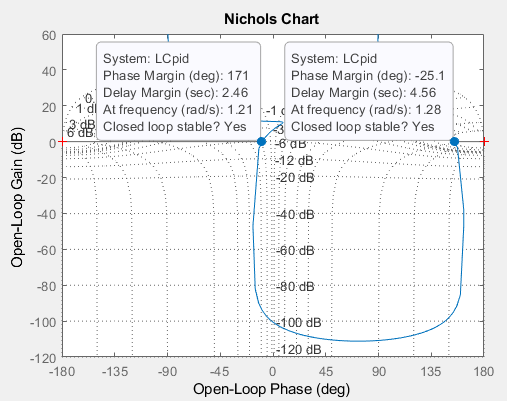 Nichols Chart
System: LCpid
Phase Margin (deg): 171
Delay Margin (sec): 2.46
At frequency (rad/s): 1.21
Closed loop stable? Yes
System: LCpid
Phase Margin (deg): -25.1
Delay Margin (sec): 4.56
At frequency (rad/s): 1.28
Closed loop stable? Yes
60
40
20
0
-20
-40
-60
-80
-100
-120
Open-Loop Gain (dB)
0
1 dB
3 dB
6 dB
-1
-3
-6 dB
-12 dB
-20 dB
-40 dB
-60 dB
-80 dB
-100 dB
-120 dB
-180 -135 -90 -45 0 45 90 135 180
Open-Loop Phase (deg)